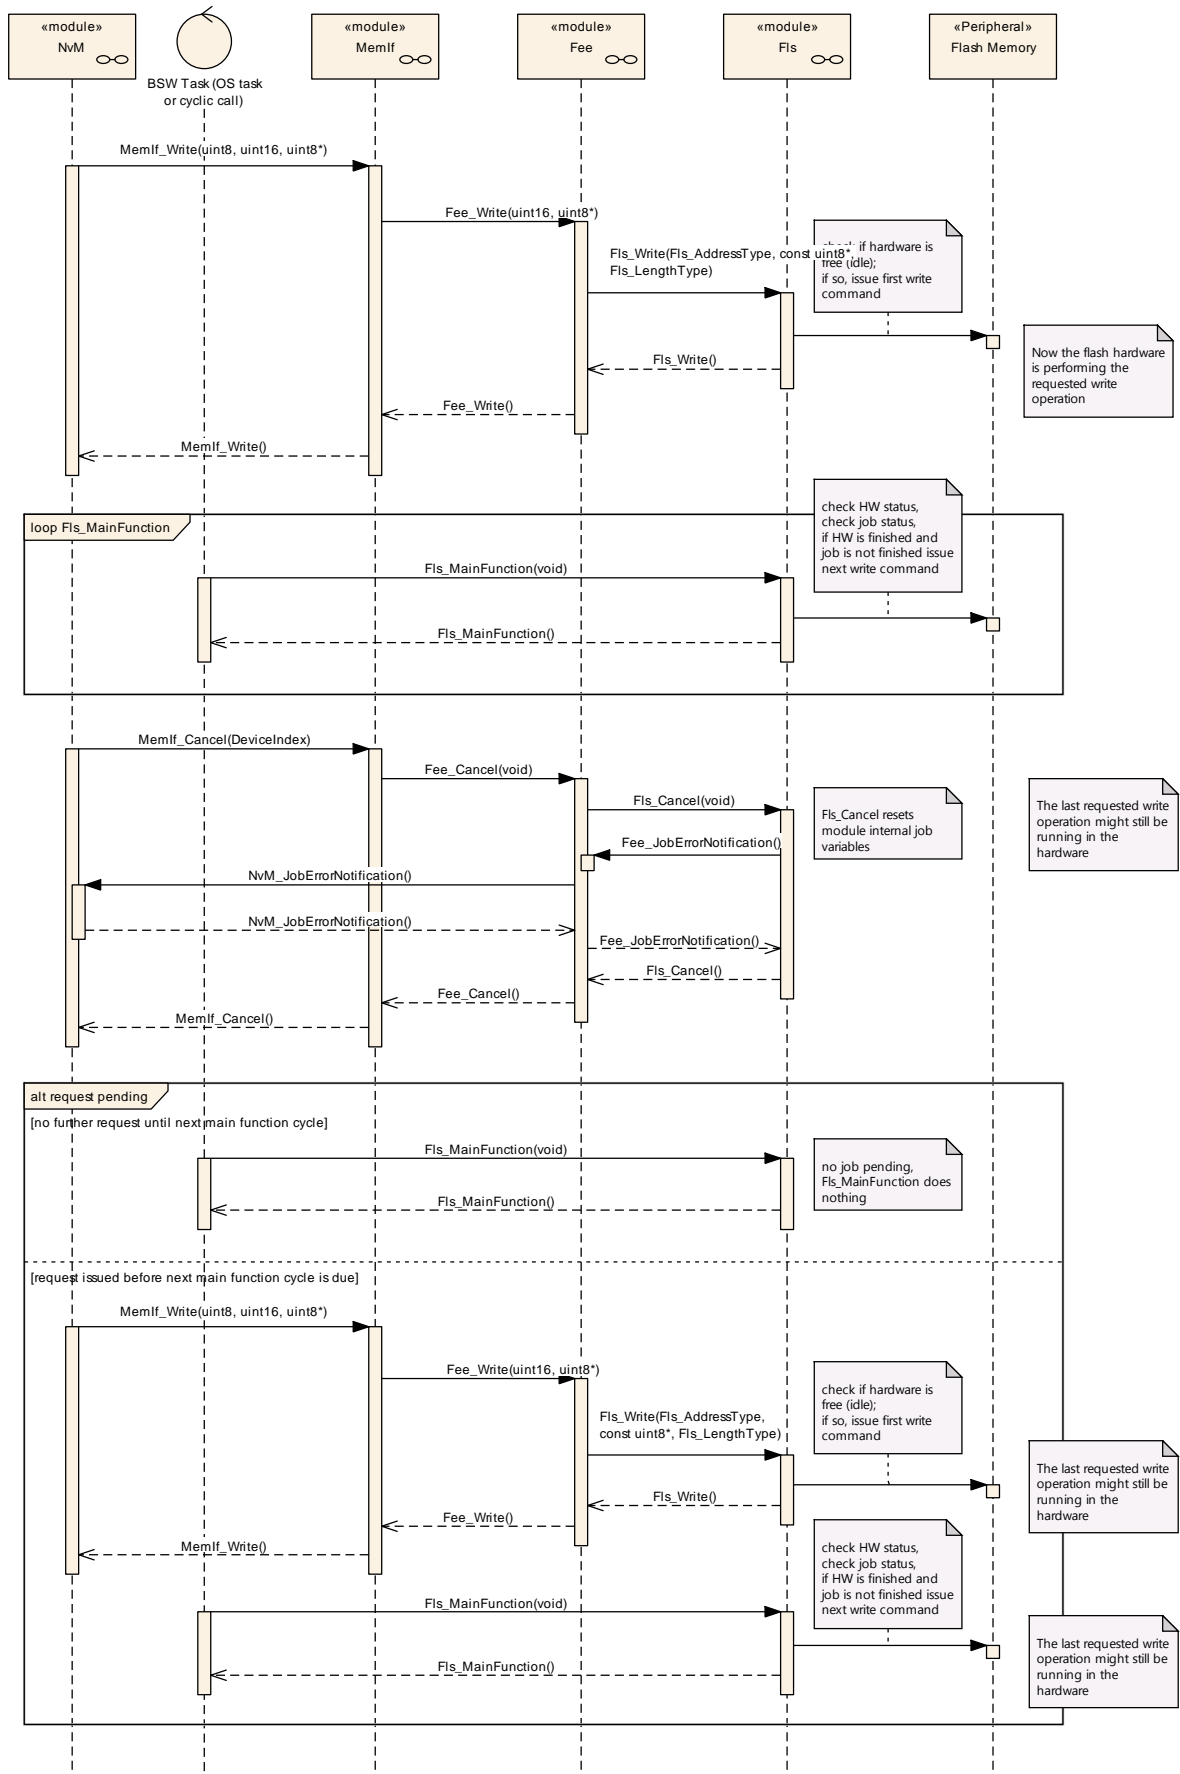 «module»
NvM
BSW Task (OS task
or cyclic call)
«module»
MemIf
«module»
Fee
«module»
Fls
«Peripheral»
Flash Memory
MemIf_Write(uint8, uint16, uint8*)
Fee_Write(uint16, uint8*)
Fls_Write(Fls_AddressType, const uint8*,
Fls_LengthType)
check if hardware is
free (idle);
if so, issue first write
command
Now the flash hardware
is performing the
requested write
operation
Fls_Write()
Fee_Write()
MemIf_Write()
loop Fls_MainFunction
check HW status,
check job status,
if HW is finished and
job is not finished issue
next write command
Fls_MainFunction(void)
Fls_MainFunction()
MemIf_Cancel(DeviceIndex)
Fee_Cancel(void)
Fls_Cancel(void)
Fls_Cancel resets
module internal job
variables
The last requested write
operation might still be
running in the
hardware
Fee_JobErrorNotification()
NvM_JobErrorNotification()
NvM_JobErrorNotification()
Fee_JobErrorNotification()
Fls_Cancel()
Fee_Cancel()
MemIf_Cancel()
alt request pending
[no further request until next main function cycle]
Fls_MainFunction(void)
no job pending,
Fls_MainFunction does
nothing
Fls_MainFunction()
[request issued before next main function cycle is due]
MemIf_Write(uint8, uint16, uint8*)
Fee_Write(uint16, uint8*)
Fls_Write(Fls_AddressType,
const uint8*, Fls_LengthType)
check if hardware is
free (idle);
if so, issue first write
command
The last requested write
operation might still be
running in the
hardware
Fls_Write()
Fee_Write()
MemIf_Write()
check HW status,
check job status,
if HW is finished and
job is not finished issue
next write command
Fls_MainFunction(void)
The last requested write
operation might still be
running in the
hardware
Fls_MainFunction()